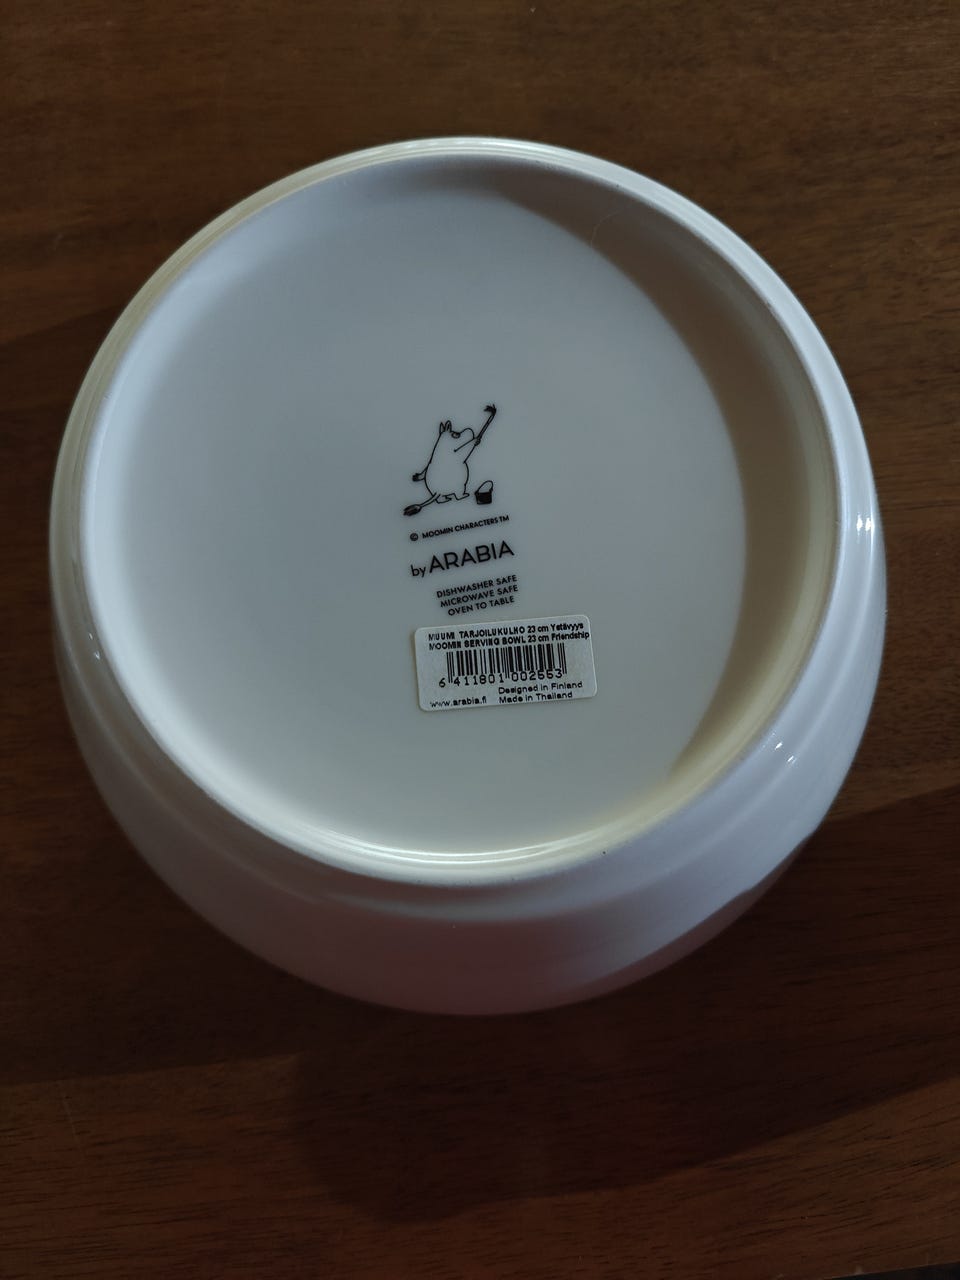 © MOOMIN CHARACTERS™
by ARABIA
DISHWASHER SAFE
MICROWAVE SAFE
OVEN TO TABLE
MUUMI TARJOILUKULHO 23 cm Ystävyys
MOOMIN SERVING BOWL 23 cm Friendship
6 411801 002553
Designed in Finland
www.arabia.fi Made in Thailand